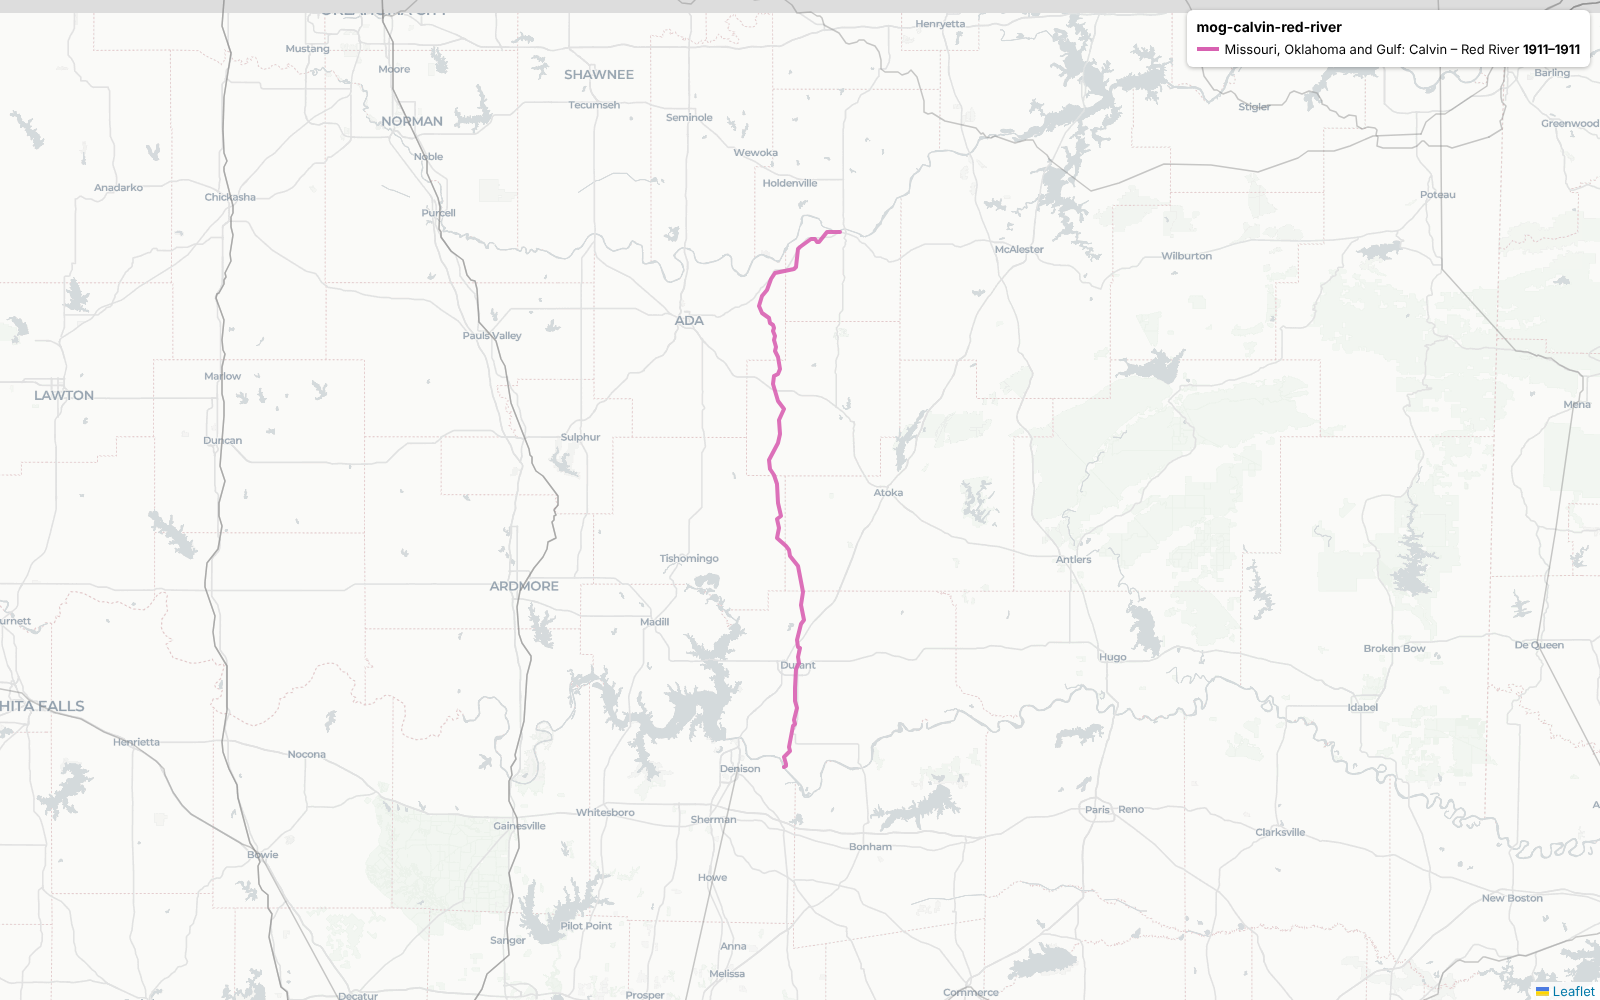 mog-calvin-red-river
Missouri, Oklahoma and Gulf: Calvin – Red River 1911–1911
Henryetta
Mustang
Moore
SHAWNEE
Barling
Tecumseh
Stigler
Seminole
NORMAN
Greenwood
Noble
Wewoka
Holdenville
Anadarko
Chickasha
Poteau
Purcell
McAlester
Wilburton
ADA
Pauls Valley
Marlow
LAWTON
Mena
Duncan
Sulphur
Atoka
Tishomingo
Antlers
ARDMORE
Madill
De Queen
Broken Bow
Hugo
Durant
HITA FALLS
Idabel
Henrietta
Nocona
Denison
Whitesboro
Sherman
Paris
Reno
Gainesville
Clarksville
Bonham
Bowie
Howe
New Boston
Pilot Point
Sanger
Anna
Melissa
Commerce
Prosper
Decatur
Leaflet